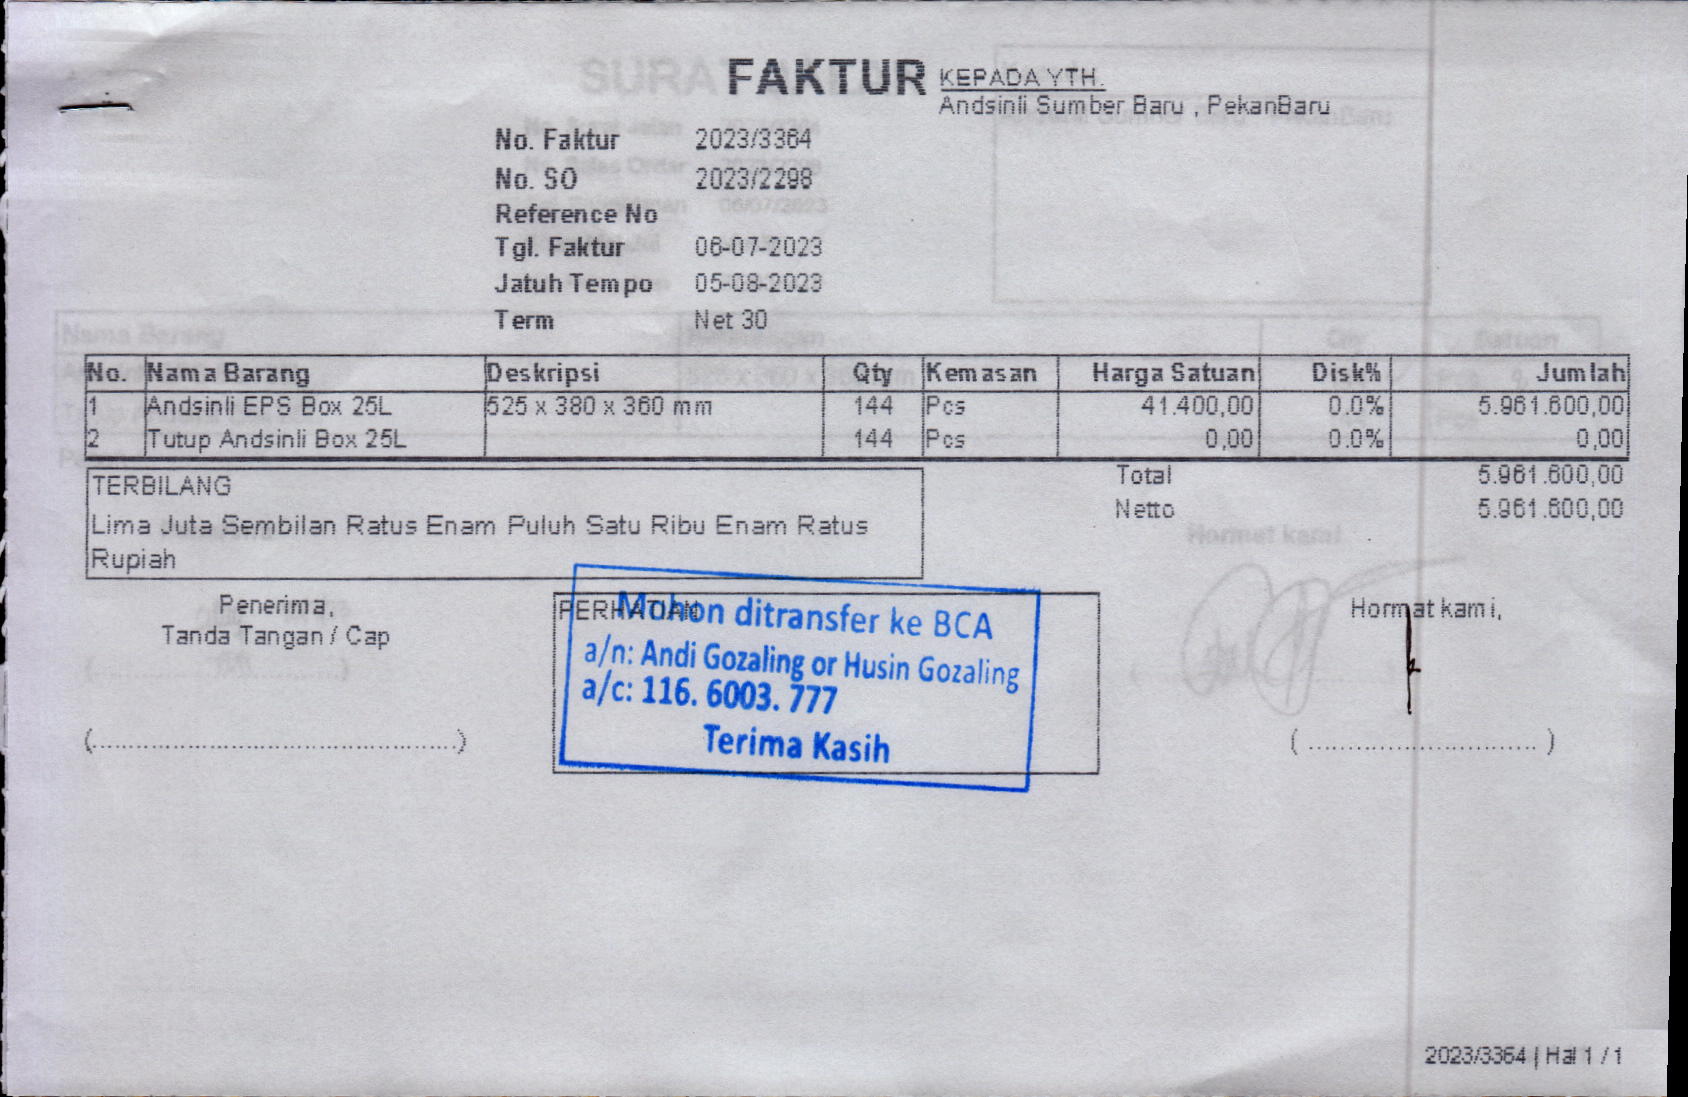 FAKTUR
KEPADA YTH.
Andsinli Sumber Baru , PekanBaru
No. Faktur 2023/3364
No. SO 2023/2298
Reference No
Tgl. Faktur 06-07-2023
Jatuh Tempo 05-08-2023
Term Net 30
No. Nama Barang Deskripsi Qty Kemasan Harga Satuan Disk% Jumlah
1 Andsinli EPS Box 25L 525 x 380 x 360 mm 144 Pcs 41.400,00 0.0% 5.961.600,00
2 Tutup Andsinli Box 25L 144 Pcs 0,00 0.0% 0,00
Total 5.961.600,00
Netto 5.961.600,00
TERBILANG
Lima Juta Sembilan Ratus Enam Puluh Satu Ribu Enam Ratus
Rupiah
Penerima,
Tanda Tangan / Cap
PERHATIAN
Mohon ditransfer ke BCA
a/n: Andi Gozaling or Husin Gozaling
a/c: 116. 6003. 777
Terima Kasih
Hormat kami,
2023/3364 | Hal 1 / 1